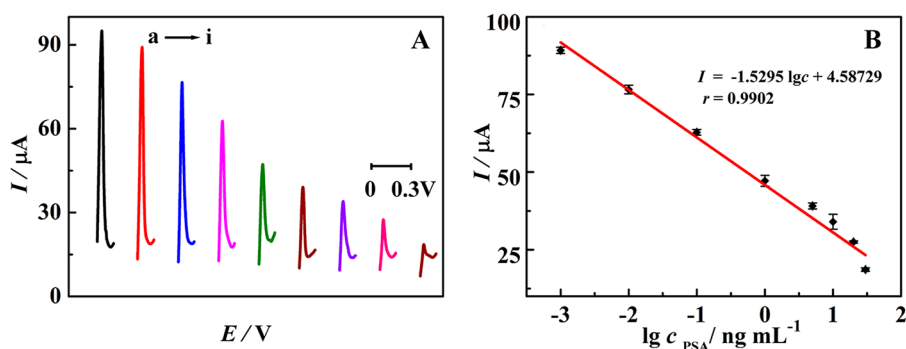 A
a → i
90
60
30
0
I / μA
0 0.3V
E / V
B
100
75
50
25
I / μA
I = -1.5295 lgc + 4.58729
r = 0.9902
-3 -2 -1 0 1 2
lg c PSA/ ng mL-1